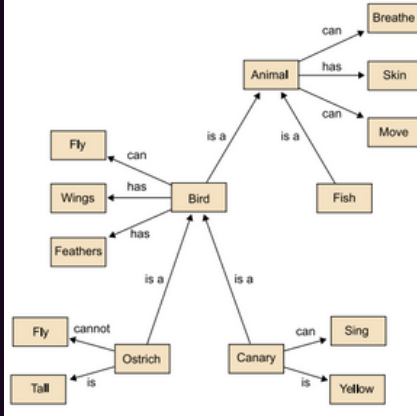 Breathe
can
Animal
has
Skin
can
Move
is a
is a
Fly
can
Wings
has
Bird
Fish
has
Feathers
is a
is a
Fly
cannot
can
Sing
Ostrich
Canary
Tall
is
is
Yellow